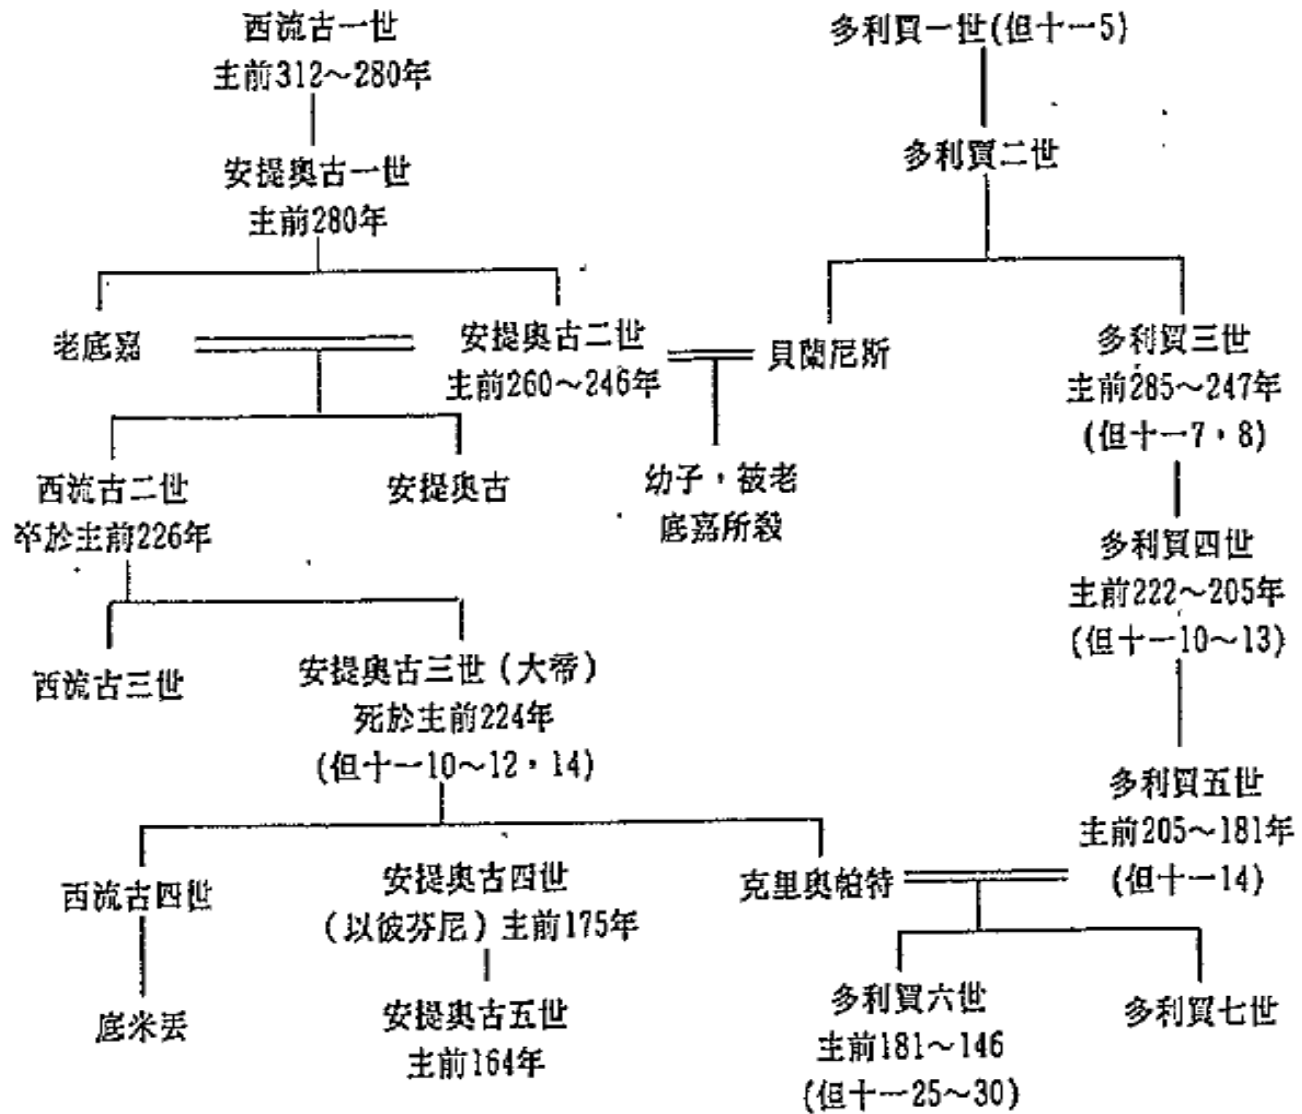 西流古一世
主前312～280年
多利買一世(但十一5)
安提奧古一世
主前280年
多利買二世
老底嘉
安提奧古二世
主前260～246年
貝蘭尼斯
多利買三世
主前285～247年
(但十一7，8)
西流古二世
卒於主前226年
安提奧古
幼子，被老
底嘉所殺
多利買四世
主前222～205年
(但十一10～13)
西流古三世
安提奧古三世（大帝）
死於主前224年
(但十一10～12，14)
多利買五世
主前205～181年
(但十一14)
西流古四世
安提奧古四世
（以彼芬尼）主前175年
克里奧帕特
底米丟
安提奧古五世
主前164年
多利買六世
主前181～146
(但十一25～30)
多利買七世